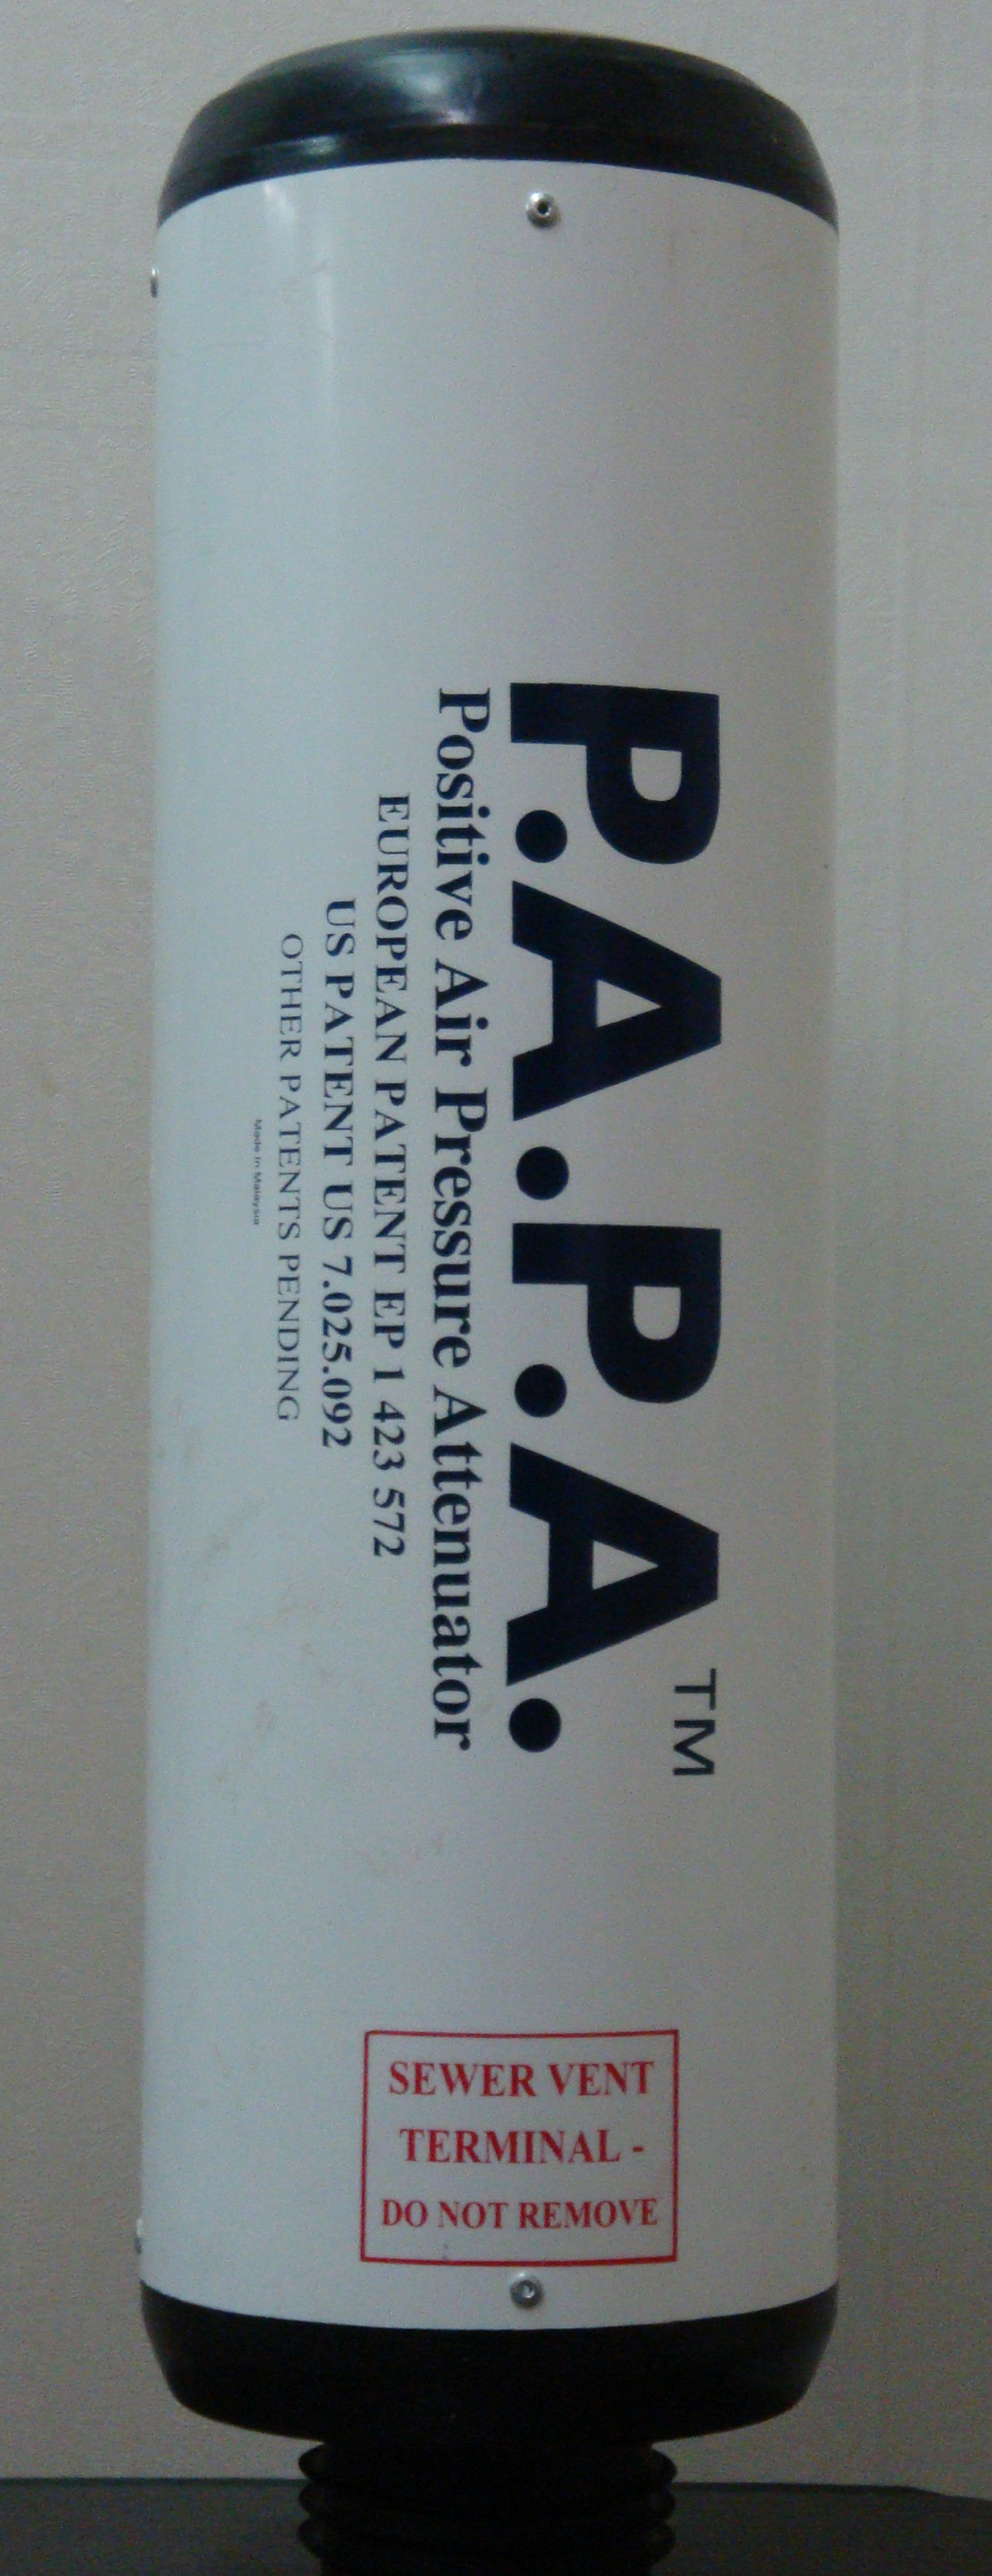 P.A.P.A.™
Positive Air Pressure Attenuator
EUROPEAN PATENT EP 1 423 572
US PATENT US 7.025.092
OTHER PATENTS PENDING
Made In Malaysia
SEWER VENT
TERMINAL -
DO NOT REMOVE